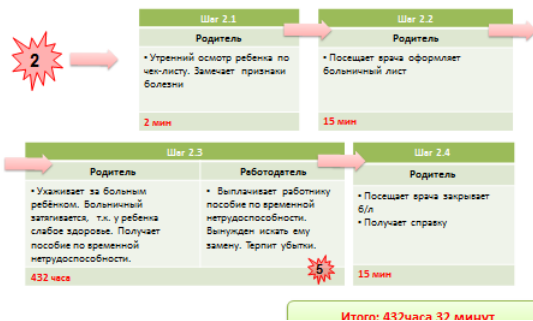 2
Шаг 2.1
Родитель
• Утренний осмотр ребенка по
чек-листу. Замечает признаки
болезни
2 мин
Шаг 2.2
Родитель
• Посещает врача оформляет
больничный лист
15 мин
Шаг 2.3
Родитель
• Ухаживает за больным
ребёнком. Больничный
затягивается, т.к. у ребенка
слабое здоровье. Получает
пособие по временной
нетрудоспособности.
Работодатель
• Выплачивает работнику
пособие по временной
нетрудоспособности.
Вынужден искать ему
замену. Терпит убытки.
432 часа
5
Шаг 2.4
Родитель
• Посещает врача закрывает
б/л
• Получает справку
15 мин
Итого: 432часа 32 минут